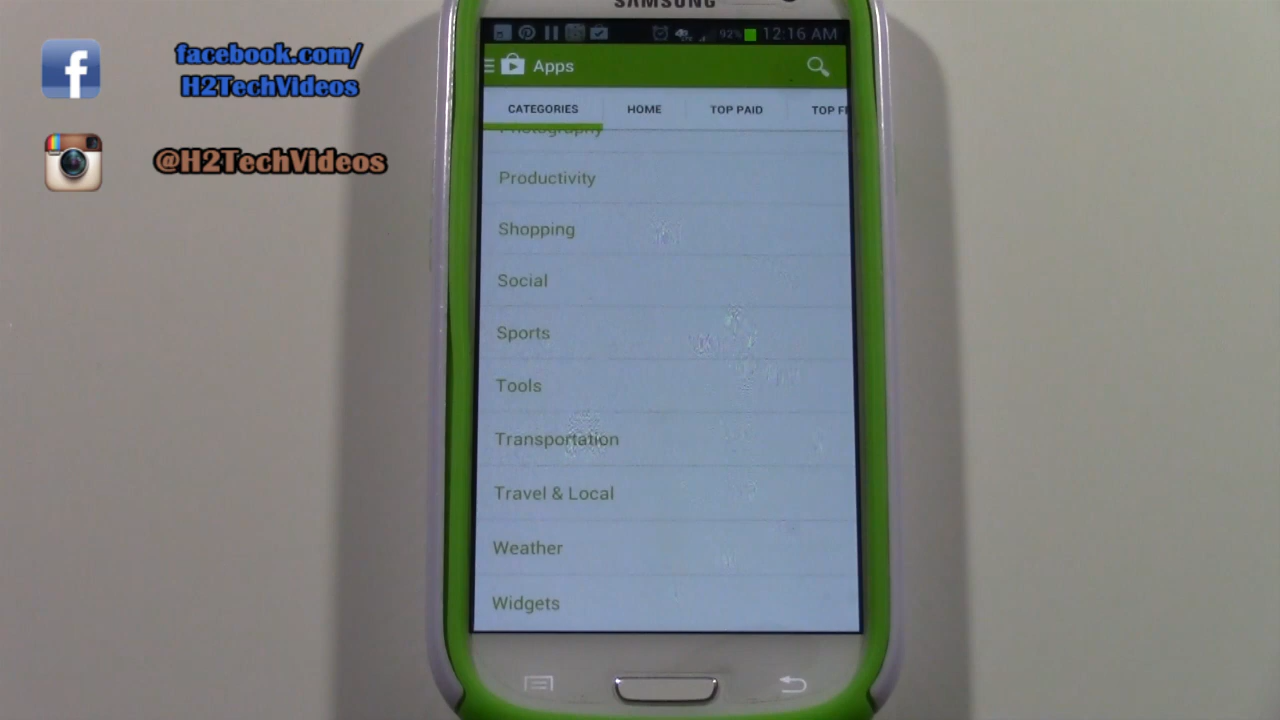 facebook.com/
H2TechVideos
@H2TechVideos
SAMSUNG
92% 12:16 AM
Apps
CATEGORIES HOME TOP PAID TOP FR
Photography
Productivity
Shopping
Social
Sports
Tools
Transportation
Travel & Local
Weather
Widgets